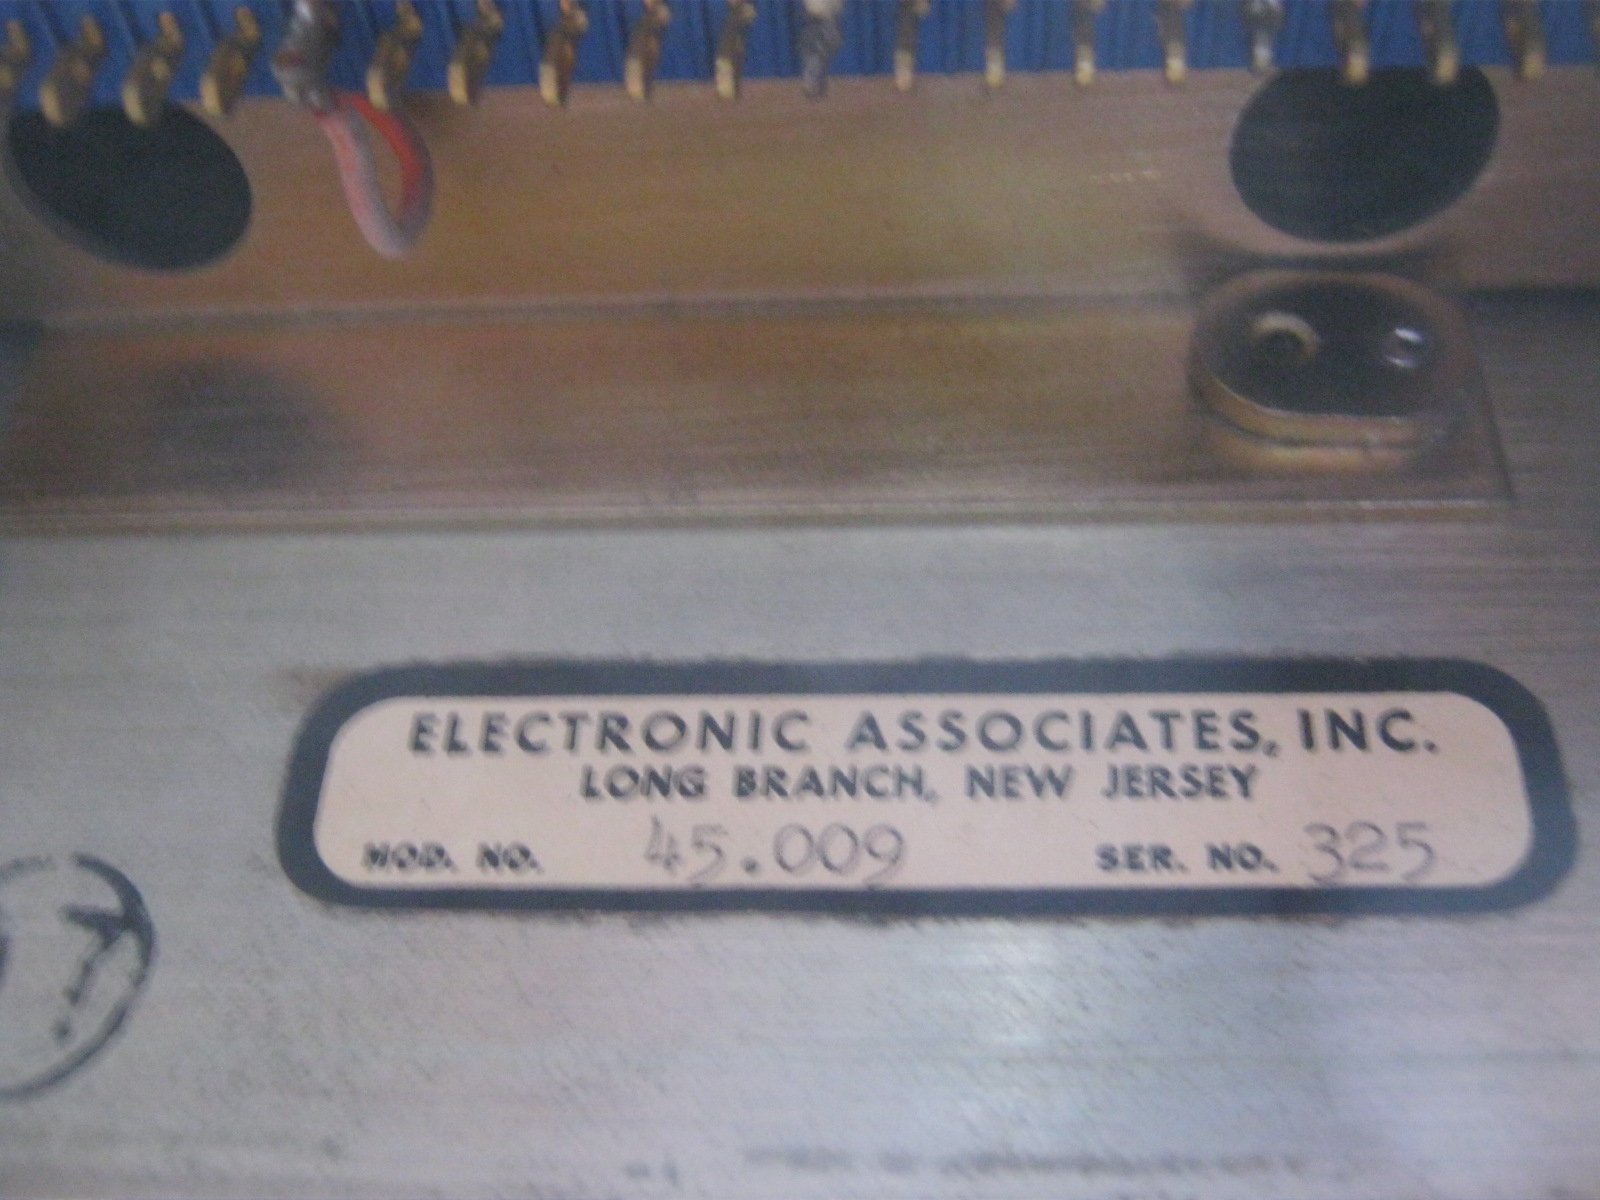 ELECTRONIC ASSOCIATES, INC.
LONG BRANCH, NEW JERSEY
MOD. NO. 45.009 SER. NO. 325